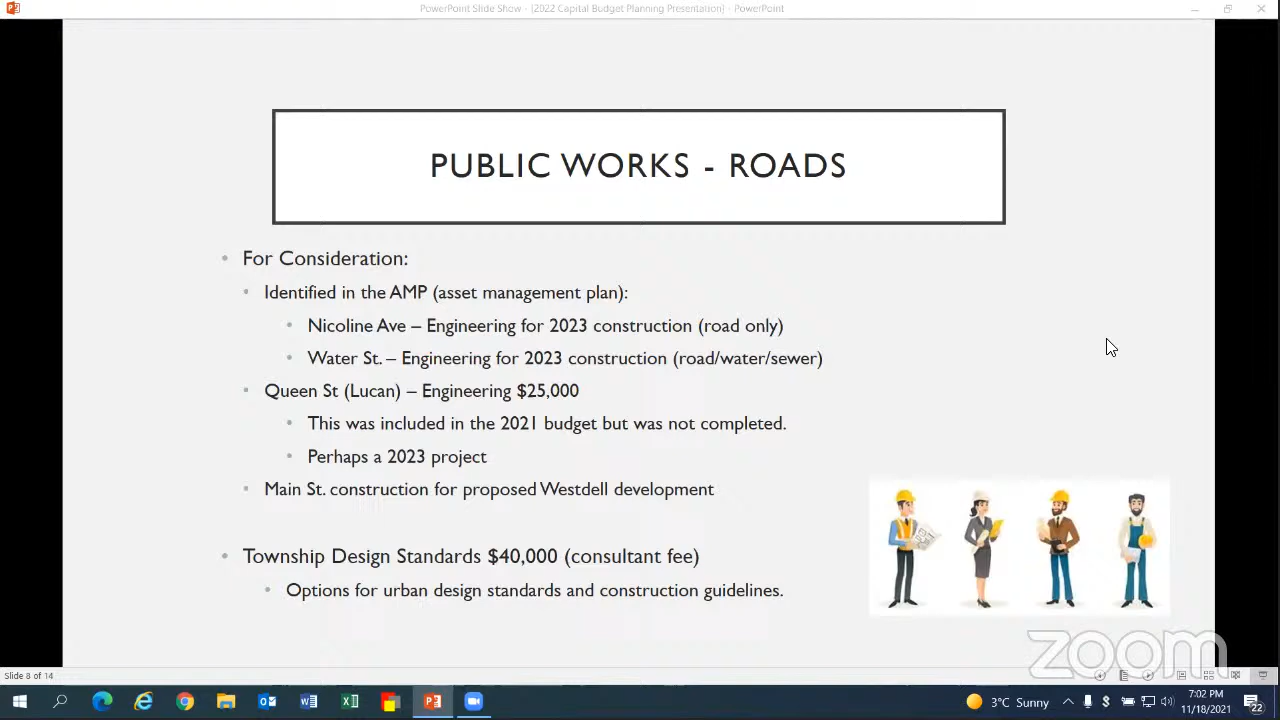 PowerPoint Slide Show - [2022 Capital Budget Planning Presentation] - PowerPoint
PUBLIC WORKS - ROADS
• For Consideration:
• Identified in the AMP (asset management plan):
• Nicoline Ave – Engineering for 2023 construction (road only)
• Water St. – Engineering for 2023 construction (road/water/sewer)
• Queen St (Lucan) – Engineering $25,000
• This was included in the 2021 budget but was not completed.
• Perhaps a 2023 project
• Main St. construction for proposed Westdell development
• Township Design Standards $40,000 (consultant fee)
• Options for urban design standards and construction guidelines.
zoom
Slide 8 of 14
3°C Sunny
7:02 PM
11/18/2021
22